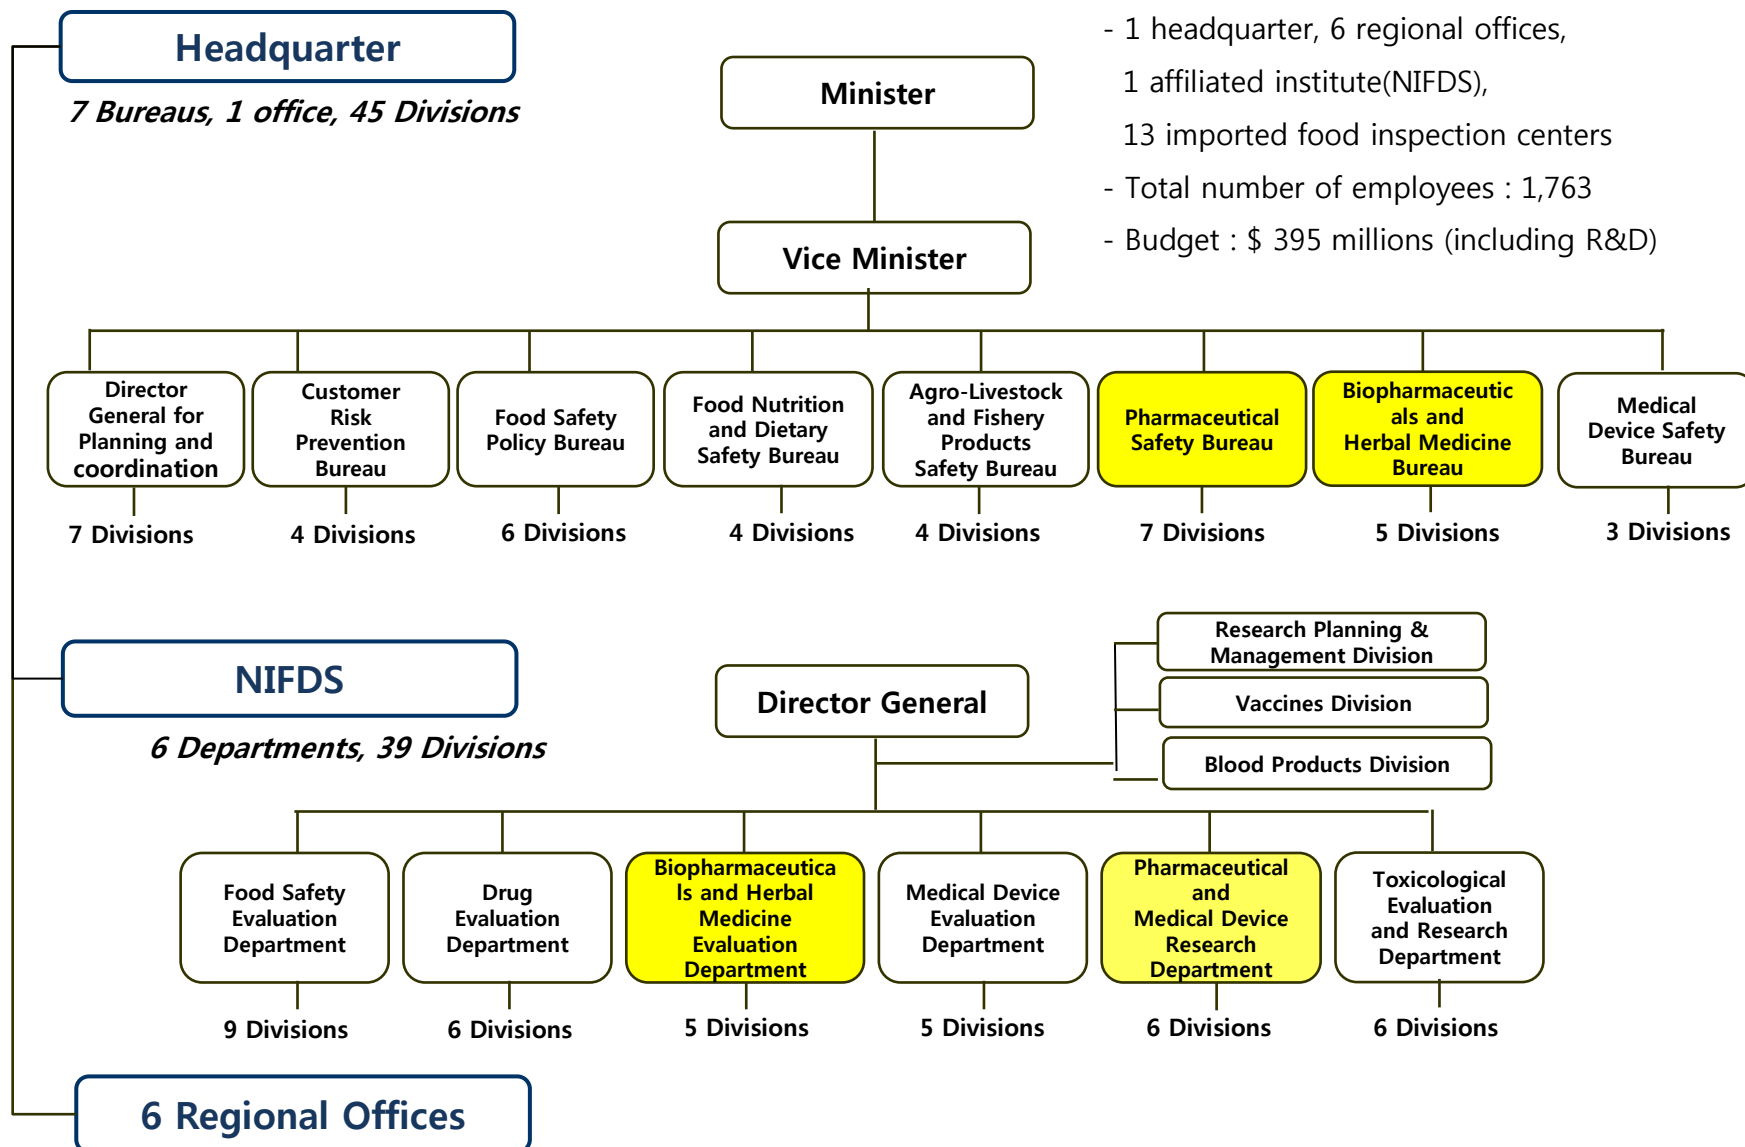 Headquarter
7 Bureaus, 1 office, 45 Divisions
- 1 headquarter, 6 regional offices,
1 affiliated institute(NIFDS),
13 imported food inspection centers
- Total number of employees : 1,763
- Budget : $ 395 millions (including R&D)
Minister
Vice Minister
Director
General for
Planning and
coordination
Customer
Risk
Prevention
Bureau
Food Safety
Policy Bureau
Food Nutrition
and Dietary
Safety Bureau
Agro-Livestock
and Fishery
Products
Safety Bureau
Pharmaceutical
Safety Bureau
Biopharmaceutic
als and
Herbal Medicine
Bureau
Medical
Device Safety
Bureau
7 Divisions
4 Divisions
6 Divisions
4 Divisions
4 Divisions
7 Divisions
5 Divisions
3 Divisions
NIFDS
6 Departments, 39 Divisions
Director General
Research Planning &
Management Division
Vaccines Division
Blood Products Division
Food Safety
Evaluation
Department
Drug
Evaluation
Department
Biopharmaceutica
ls and Herbal
Medicine
Evaluation
Department
Medical Device
Evaluation
Department
Pharmaceutical
and
Medical Device
Research
Department
Toxicological
Evaluation
and Research
Department
9 Divisions
6 Divisions
5 Divisions
5 Divisions
6 Divisions
6 Divisions
6 Regional Offices